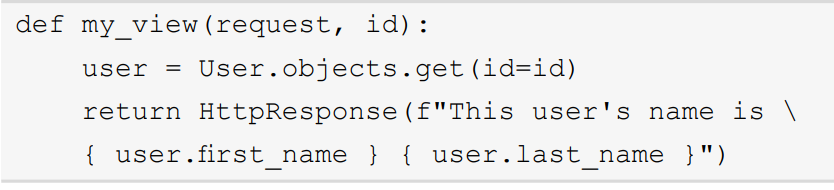 def my_view(request, id):
    user = User.objects.get(id=id)
    return HttpResponse(f"This user's name is \
    { user.first_name } { user.last_name }")